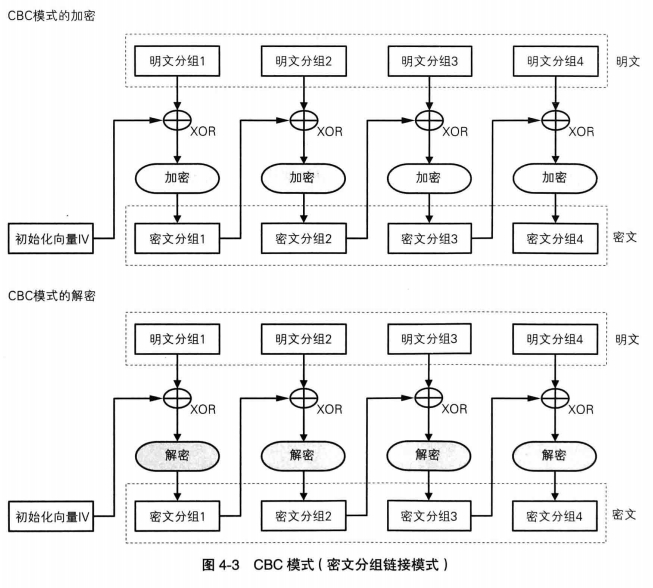 CBC模式的加密
明文分组1 明文分组2 明文分组3 明文分组4 明文
XOR XOR XOR XOR
加密 加密 加密 加密
初始化向量IV 密文分组1 密文分组2 密文分组3 密文分组4 密文
CBC模式的解密
明文分组1 明文分组2 明文分组3 明文分组4 明文
XOR XOR XOR XOR
解密 解密 解密 解密
初始化向量IV 密文分组1 密文分组2 密文分组3 密文分组4 密文
图 4-3 CBC 模式（密文分组链接模式）